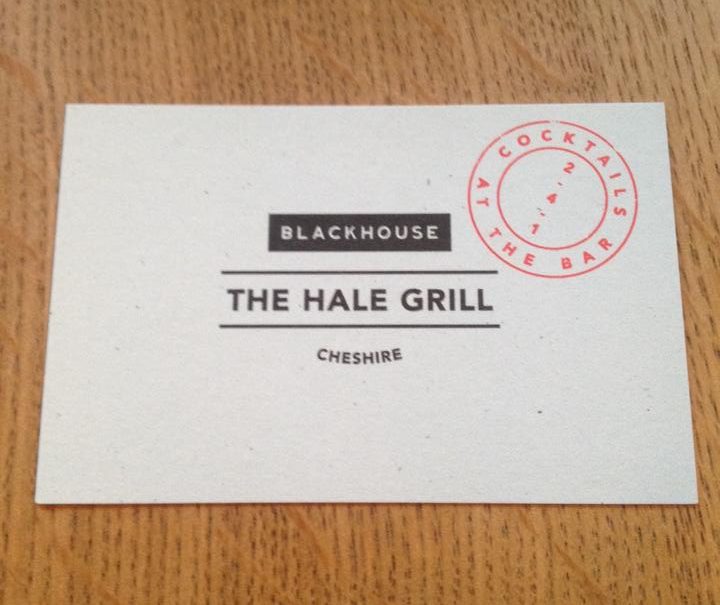 BLACKHOUSE
THE HALE GRILL
CHESHIRE
COCKTAILS AT THE BAR
2.4.1